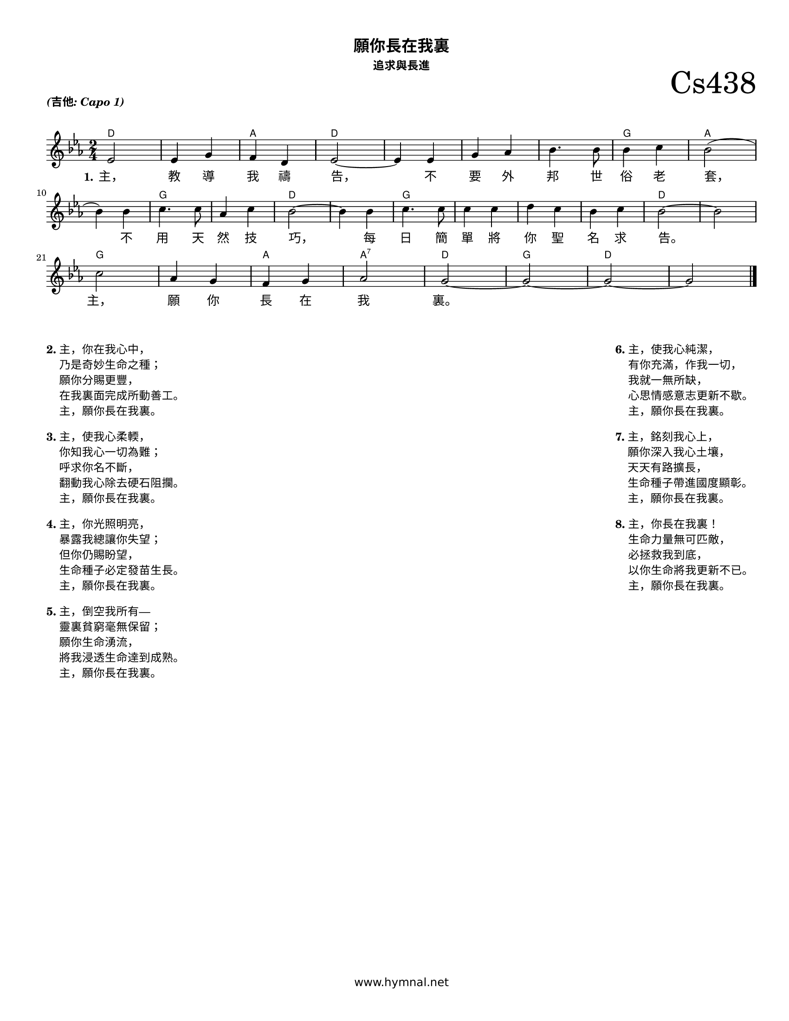 願你長在我裏
追求與長進
Cs438
(吉他: Capo 1)
D A D G A
1. 主， 教 導 我 禱 告， 不 要 外 邦 世 俗 老 套，
10 G D G D
不 用 天 然 技 巧， 每 日 簡 單 將 你 聖 名 求 告。
21 G A A7 D G D
主， 願 你 長 在 我 裏。
2. 主，你在我心中，
乃是奇妙生命之種；
願你分賜更豐，
在我裏面完成所動善工。
主，願你長在我裏。
3. 主，使我心柔輭，
你知我心一切為難；
呼求你名不斷，
翻動我心除去硬石阻攔。
主，願你長在我裏。
4. 主，你光照明亮，
暴露我總讓你失望；
但你仍賜盼望，
生命種子必定發苗生長。
主，願你長在我裏。
5. 主，倒空我所有—
靈裏貧窮毫無保留；
願你生命湧流，
將我浸透生命達到成熟。
主，願你長在我裏。
6. 主，使我心純潔，
有你充滿，作我一切，
我就一無所缺，
心思情感意志更新不歇。
主，願你長在我裏。
7. 主，銘刻我心上，
願你深入我心土壤，
天天有路擴長，
生命種子帶進國度顯彰。
主，願你長在我裏。
8. 主，你長在我裏！
生命力量無可匹敵，
必拯救我到底，
以你生命將我更新不已。
主，願你長在我裏。
www.hymnal.net